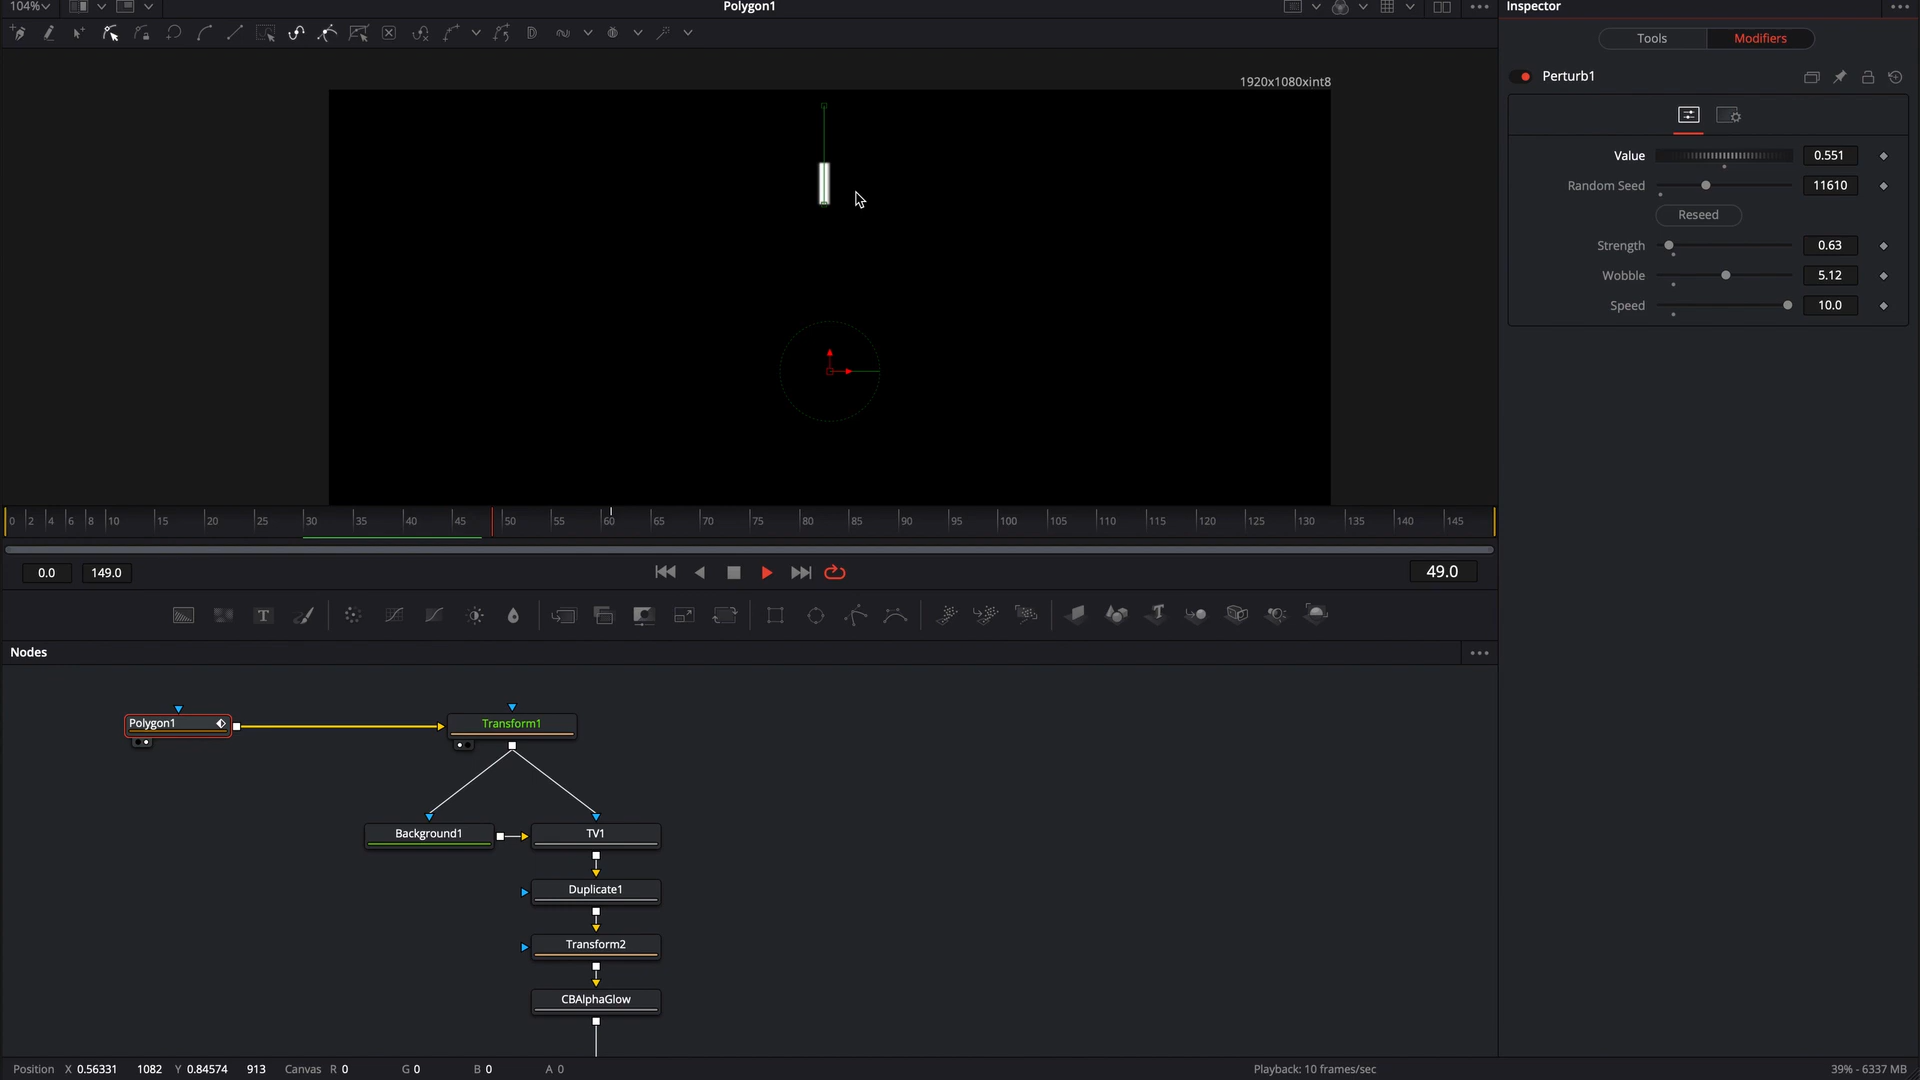 104%
Polygon1
Inspector
Tools
Modifiers
1920x1080xint8
Perturb1
Value
0.551
Random Seed
11610
Reseed
Strength
0.63
Wobble
5.12
Speed
10.0
0 2 4 6 8 10 15 20 25 30 35 40 45 50 55 60 65 70 75 80 85 90 95 100 105 110 115 120 125 130 135 140 145
0.0
149.0
49.0
Nodes
Polygon1
Transform1
Background1
TV1
Duplicate1
Transform2
CBAlphaGlow
Position X 0.56331 1082 Y 0.84574 913 Canvas R 0 G 0 B 0 A 0
Playback: 10 frames/sec
39% - 6337 MB